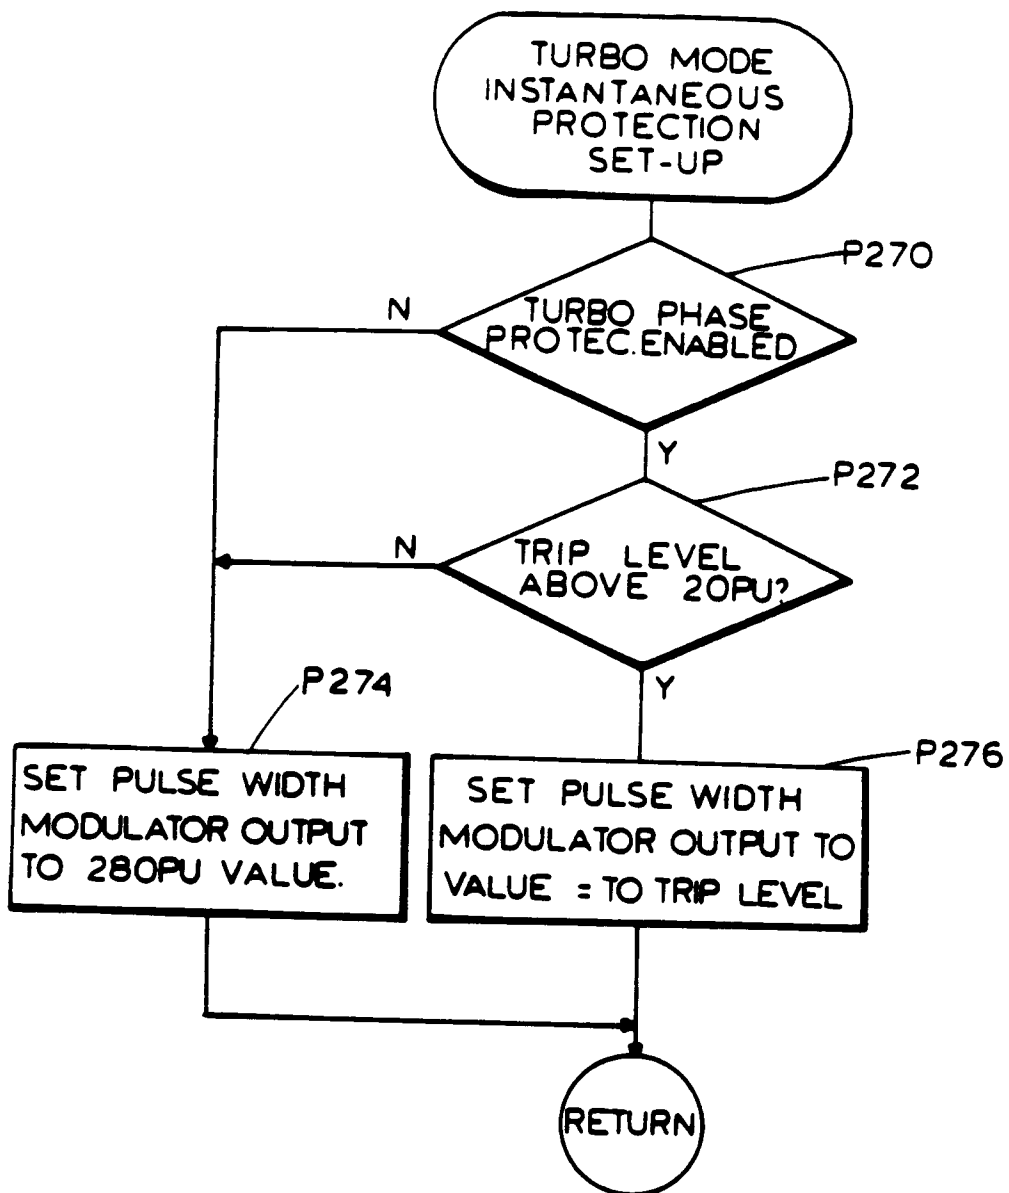 TURBO MODE
INSTANTANEOUS
PROTECTION
SET-UP
P270
N
TURBO PHASE
PROTEC.ENABLED
Y
P272
N
TRIP LEVEL
ABOVE 20PU?
Y
P274
SET PULSE WIDTH
MODULATOR OUTPUT
TO 280PU VALUE.
P276
SET PULSE WIDTH
MODULATOR OUTPUT TO
VALUE = TO TRIP LEVEL
RETURN